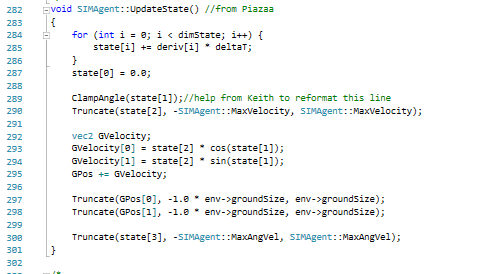 282 void SIMAgent::UpdateState() //from Piazaa
283 {
284 for (int i = 0; i < dimState; i++) {
285 state[i] += deriv[i] * deltaT;
286 }
287 state[0] = 0.0;
288
289 ClampAngle(state[1]);//help from Keith to reformat this line
290 Truncate(state[2], -SIMAgent::MaxVelocity, SIMAgent::MaxVelocity);
291
292 vec2 GVelocity;
293 GVelocity[0] = state[2] * cos(state[1]);
294 GVelocity[1] = state[2] * sin(state[1]);
295 GPos += GVelocity;
296
297 Truncate(GPos[0], -1.0 * env->groundSize, env->groundSize);
298 Truncate(GPos[1], -1.0 * env->groundSize, env->groundSize);
299
300 Truncate(state[3], -SIMAgent::MaxAngVel, SIMAgent::MaxAngVel);
301 }
302